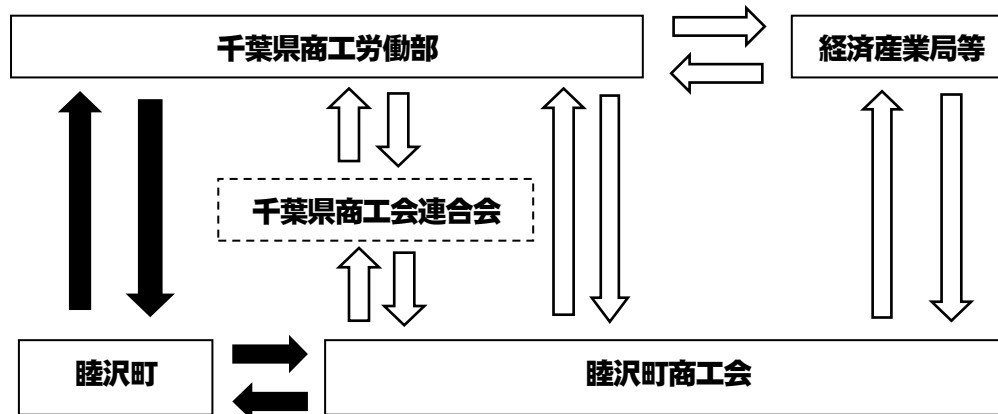 千葉県商工労働部
経済産業局等
千葉県商工会連合会
睦沢町
睦沢町商工会